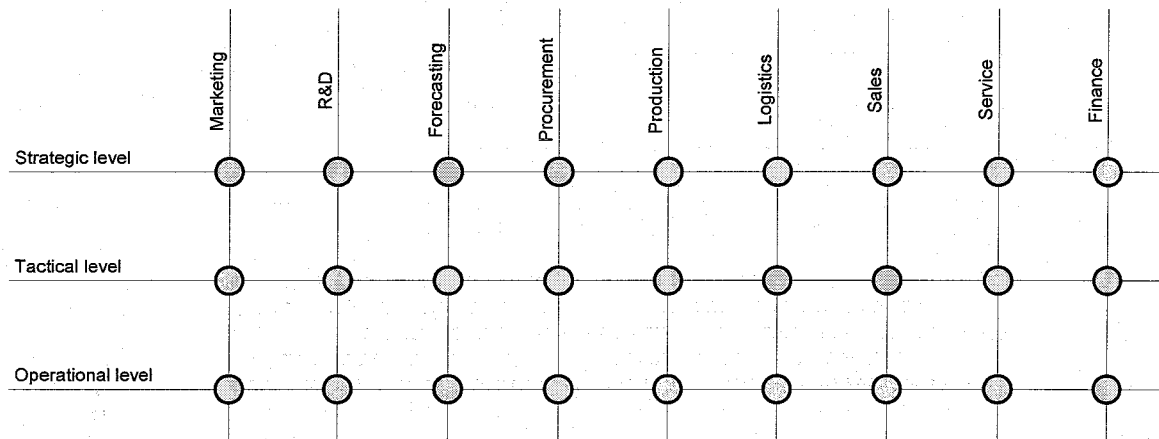 Marketing
R&D
Forecasting
Procurement
Production
Logistics
Sales
Service
Finance
Strategic level
Tactical level
Operational level